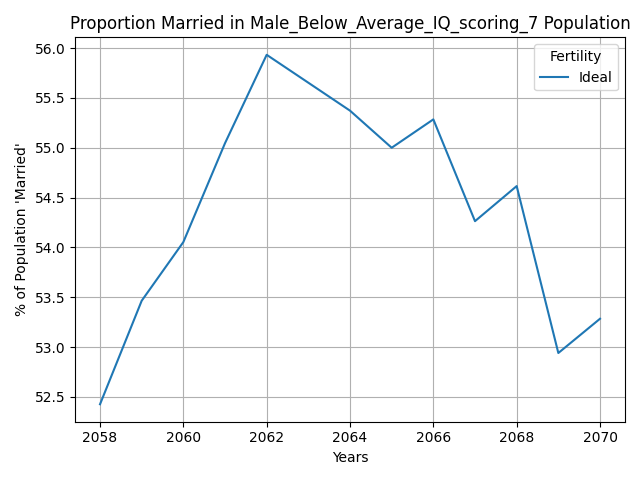 Proportion Married in Male_Below_Average_IQ_scoring_7 Population
Fertility
Ideal
% of Population 'Married'
56.0
55.5
55.0
54.5
54.0
53.5
53.0
52.5
2058 2060 2062 2064 2066 2068 2070
Years